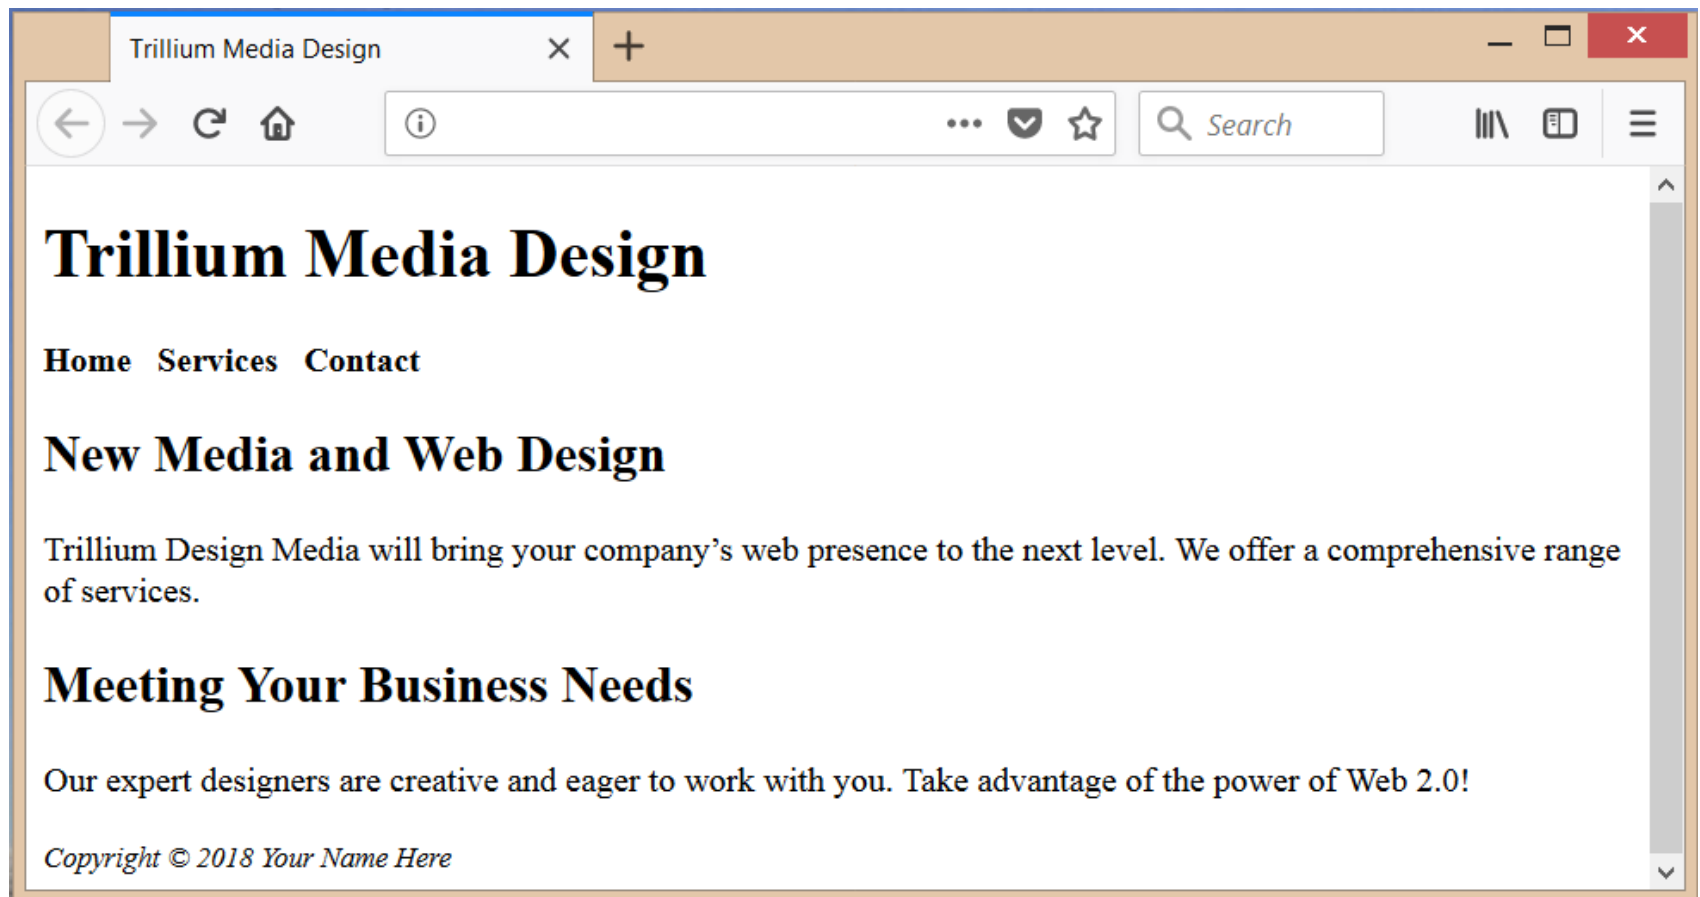 Trillium Media Design
Search
Trillium Media Design
Home Services Contact
New Media and Web Design
Trillium Design Media will bring your company’s web presence to the next level. We offer a comprehensive range
of services.
Meeting Your Business Needs
Our expert designers are creative and eager to work with you. Take advantage of the power of Web 2.0!
Copyright © 2018 Your Name Here